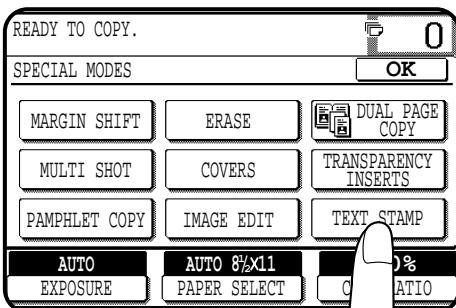 READY TO COPY.
0
SPECIAL MODES
OK
MARGIN SHIFT
ERASE
DUAL PAGE
COPY
MULTI SHOT
COVERS
TRANSPARENCY
INSERTS
PAMPHLET COPY
IMAGE EDIT
TEXT STAMP
AUTO
AUTO 8½X11
%
EXPOSURE
PAPER SELECT